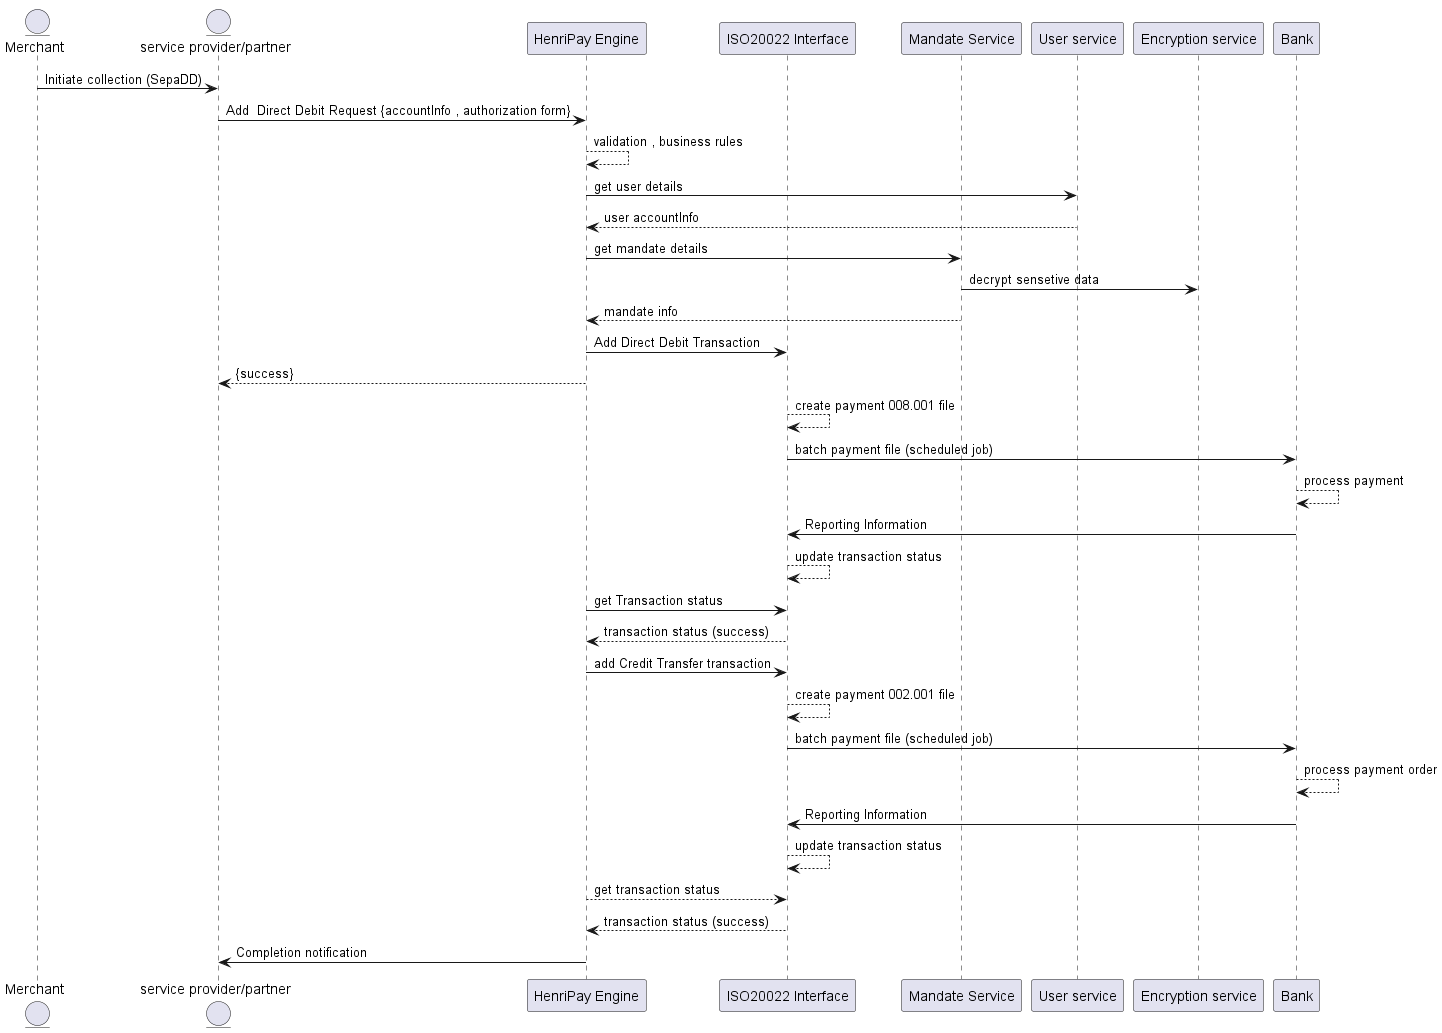 Merchant
service provider/partner
HenriPay Engine
ISO20022 Interface
Mandate Service
User service
Encryption service
Bank
Initiate collection (SepaDD)
Add  Direct Debit Request {accountInfo , authorization form}
validation , business rules
get user details
user accountInfo
get mandate details
decrypt sensetive data
mandate info
Add Direct Debit Transaction
{success}
create payment 008.001 file
batch payment file (scheduled job)
process payment
Reporting Information
update transaction status
get Transaction status
transaction status (success)
add Credit Transfer transaction
create payment 002.001 file
batch payment file (scheduled job)
process payment order
Reporting Information
update transaction status
get transaction status
transaction status (success)
Completion notification
Merchant
service provider/partner
HenriPay Engine
ISO20022 Interface
Mandate Service
User service
Encryption service
Bank